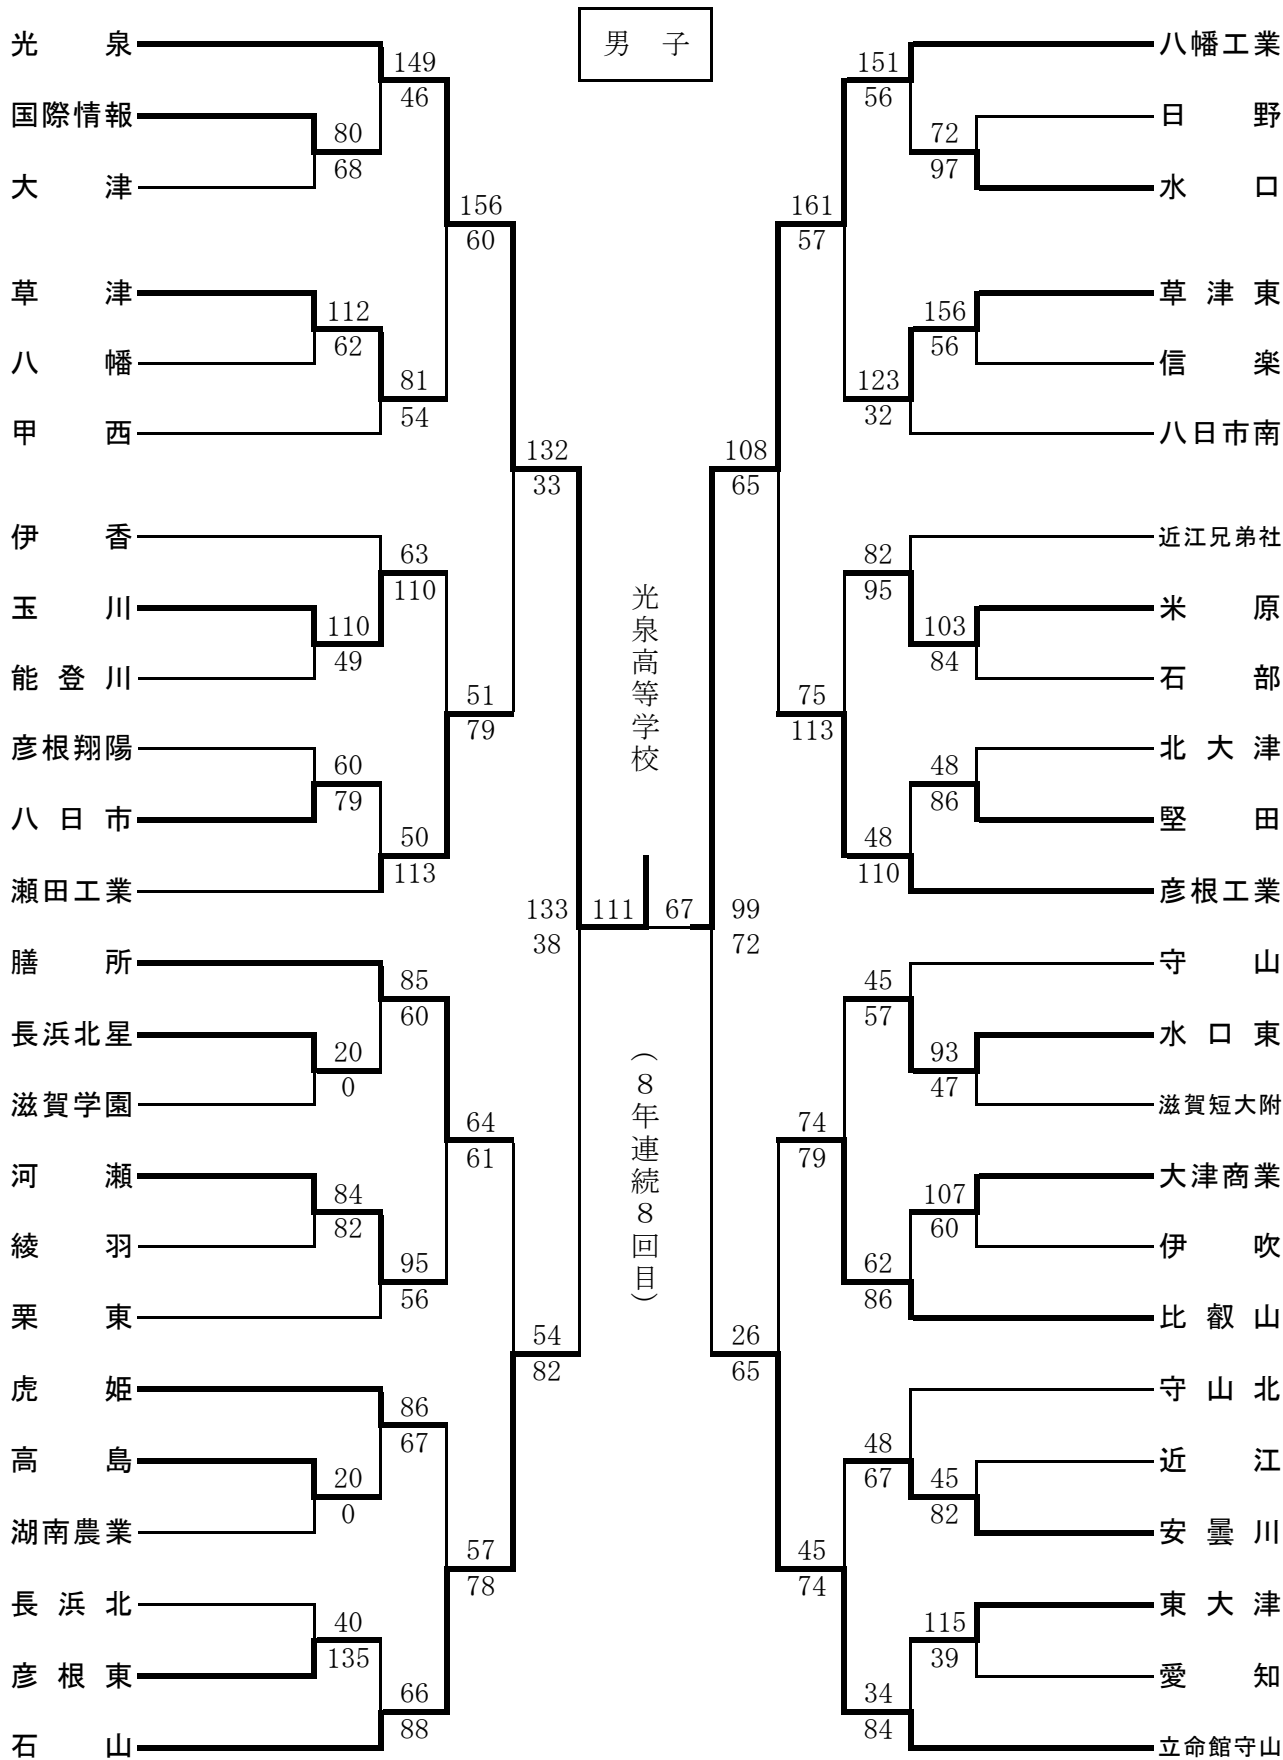 男子
光泉
国際情報
大津
草津
八幡
甲西
伊香
玉川
能登川
彦根翔陽
八日市
瀬田工業
膳所
長浜北星
滋賀学園
河瀬
綾羽
栗東
虎姫
高島
湖南農業
長浜北
彦根東
石山
149
46
80
68
156
60
112
62
81
54
132
33
63
110
110
49
51
79
60
79
50
113
133
38
111
67
99
72
85
60
20
0
64
61
84
82
95
56
54
82
86
67
20
0
57
78
40
135
66
88
光泉高等学校
(8年連続8回目)
151
56
72
97
161
57
156
56
123
32
108
65
82
95
103
84
75
113
48
86
48
110
45
57
93
47
74
79
107
60
62
86
26
65
48
67
45
82
45
74
115
39
34
84
八幡工業
日野
水口
草津東
信楽
八日市南
近江兄弟社
米原
石部
北大津
堅田
彦根工業
守山
水口東
滋賀短大附
大津商業
伊吹
比叡山
守山北
近江
安曇川
東大津
愛知
立命館守山